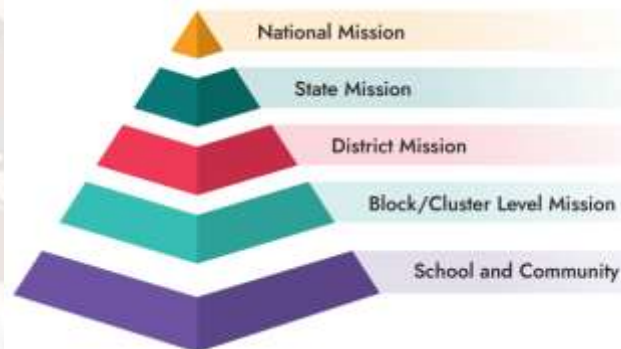 National Mission
State Mission
District Mission
Block/Cluster Level Mission
School and Community